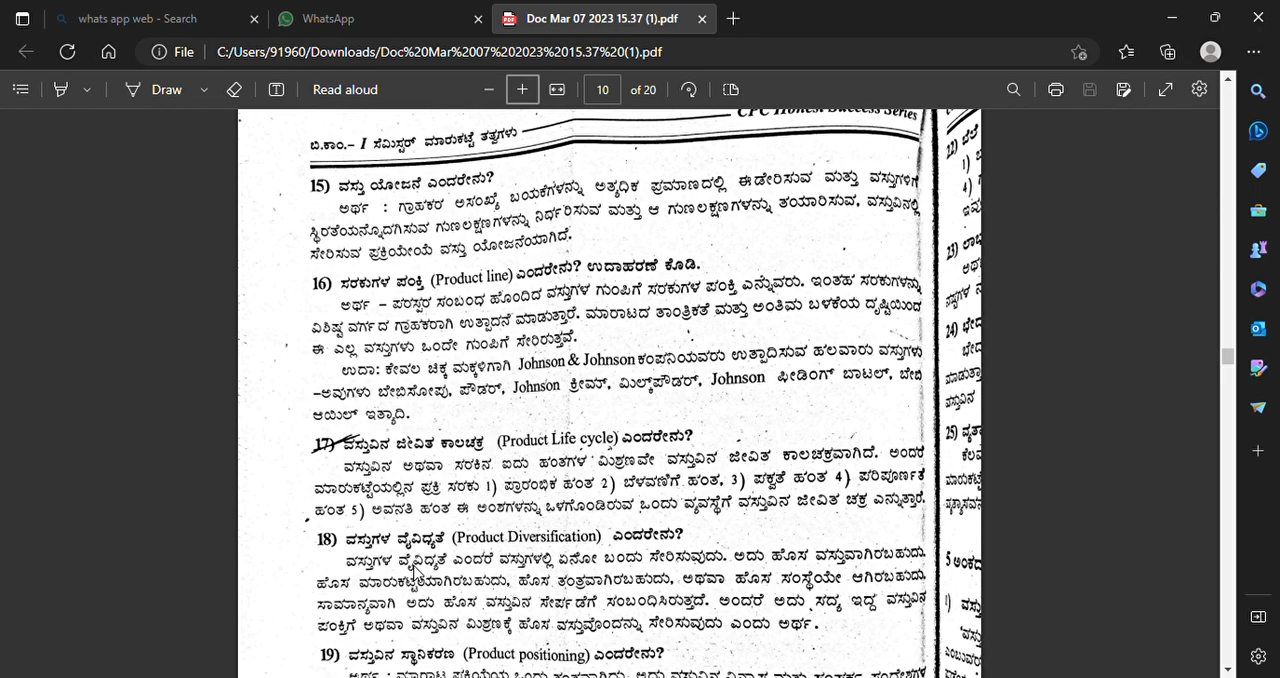 whats app web - Search
WhatsApp
Doc Mar 07 2023 15.37 (1).pdf
File
C:/Users/91960/Downloads/Doc%20Mar%2007%202023%2015.37%20(1).pdf
Draw
Read aloud
10 of 20
CPC Honest Success Series
ಬಿ.ಕಾಂ.– I ಸೆಮಿಸ್ಟರ್ ಮಾರುಕಟ್ಟೆ ತತ್ವಗಳು
15) ವಸ್ತು ಯೋಜನೆ ಎಂದರೇನು?
ಅರ್ಥ : ಗ್ರಾಹಕರ ಅಸಂಖ್ಯೆ ಬಯಕೆಗಳನ್ನು ಅತ್ಯಧಿಕ ಪ್ರಮಾಣದಲ್ಲಿ ಈಡೇರಿಸುವ ಮತ್ತು ವಸ್ತುಗಳಿಗೆ
ಸ್ಥಿರತೆಯನ್ನೊದಗಿಸುವ ಗುಣಲಕ್ಷಣಗಳನ್ನು ನಿರ್ಧರಿಸುವ ಮತ್ತು ಆ ಗುಣಲಕ್ಷಣಗಳನ್ನು ತಯಾರಿಸುವ, ವಸ್ತುವಿನಲ್ಲಿ
ಸೇರಿಸುವ ಪ್ರಕ್ರಿಯೇಯೆ ವಸ್ತು ಯೋಜನೆಯಾಗಿದೆ.
16) ಸರಕುಗಳ ಪಂಕ್ತಿ (Product line) ಎಂದರೇನು? ಉದಾಹರಣೆ ಕೊಡಿ.
ಅರ್ಥ – ಪರಸ್ಪರ ಸಂಬಂಧ ಹೊಂದಿದ ವಸ್ತುಗಳ ಗುಂಪಿಗೆ ಸರಕುಗಳ ಪಂಕ್ತಿ ಎನ್ನುವರು. ಇಂತಹ ಸರಕುಗಳನ್ನು
ವಿಶಿಷ್ಟ ವರ್ಗದ ಗ್ರಾಹಕರಾಗಿ ಉತ್ಪಾದನೆ ಮಾಡುತ್ತಾರೆ. ಮಾರಾಟದ ತಾಂತ್ರಿಕತೆ ಮತ್ತು ಅಂತಿಮ ಬಳಕೆಯ ದೃಷ್ಟಿಯಿಂದ
ಈ ಎಲ್ಲ ವಸ್ತುಗಳು ಒಂದೇ ಗುಂಪಿಗೆ ಸೇರಿರುತ್ತವೆ.
ಉದಾ: ಕೇವಲ ಚಿಕ್ಕ ಮಕ್ಕಳಿಗಾಗಿ Johnson & Johnson ಕಂಪನಿಯವರು ಉತ್ಪಾದಿಸುವ ಹಲವಾರು ವಸ್ತುಗಳು
–ಅವುಗಳು ಬೇಬಿಸೋಪು, ಪೌಡರ್, Johnson ಕ್ರೀಮ್, ಮಿಲ್ಕ್‌ಪೌಡರ್, Johnson ಫೀಡಿಂಗ್ ಬಾಟಲ್, ಬೇಬಿ
ಆಯಿಲ್ ಇತ್ಯಾದಿ.
17) ವಸ್ತುವಿನ ಜೀವಿತ ಕಾಲಚಕ್ರ (Product Life cycle) ಎಂದರೇನು?
ವಸ್ತುವಿನ ಅಥವಾ ಸರಕಿನ ಐದು ಹಂತಗಳ ಮಿಶ್ರಣವೇ ವಸ್ತುವಿನ ಜೀವಿತ ಕಾಲಚಕ್ರವಾಗಿದೆ. ಅಂದರೆ
ಮಾರುಕಟ್ಟೆಯಲ್ಲಿನ ಪ್ರತಿ ಸರಕು 1) ಪ್ರಾರಂಭಿಕ ಹಂತ 2) ಬೆಳವಣಿಗೆ ಹಂತ, 3) ಪಕ್ವತೆ ಹಂತ 4) ಪರಿಪೂರ್ಣತೆ
ಹಂತ 5) ಅವನತಿ ಹಂತ ಈ ಅಂಶಗಳನ್ನು ಒಳಗೊಂಡಿರುವ ಒಂದು ವ್ಯವಸ್ಥೆಗೆ ವಸ್ತುವಿನ ಜೀವಿತ ಚಕ್ರ ಎನ್ನುತ್ತಾರೆ.
18) ವಸ್ತುಗಳ ವೈವಿಧ್ಯತೆ (Product Diversification) ಎಂದರೇನು?
ವಸ್ತುಗಳ ವೈವಿಧ್ಯತೆ ಎಂದರೆ ವಸ್ತುಗಳಲ್ಲಿ ಏನೋ ಬಂದು ಸೇರಿಸುವುದು. ಅದು ಹೊಸ ವಸ್ತುವಾಗಿರಬಹುದು.
ಹೊಸ ಮಾರುಕಟ್ಟೆಯಾಗಿರಬಹುದು, ಹೊಸ ತಂತ್ರವಾಗಿರಬಹುದು, ಅಥವಾ ಹೊಸ ಸಂಸ್ಥೆಯೇ ಆಗಿರಬಹುದು.
ಸಾಮಾನ್ಯವಾಗಿ ಅದು ಹೊಸ ವಸ್ತುವಿನ ಸೇರ್ಪಡೆಗೆ ಸಂಬಂದಿಸಿರುತ್ತದೆ. ಅಂದರೆ ಅದು ಸದ್ಯ ಇದ್ದ ವಸ್ತುವಿನ
ಪಂಕ್ತಿಗೆ ಅಥವಾ ವಸ್ತುವಿನ ಮಿಶ್ರಣಕ್ಕೆ ಹೊಸ ವಸ್ತುವೊಂದನ್ನು ಸೇರಿಸುವುದು ಎಂದು ಅರ್ಥ.
19) ವಸ್ತುವಿನ ಸ್ಥಾನಿಕರಣ (Product positioning) ಎಂದರೇನು?
22)
1)
4)
23)
24)
25)